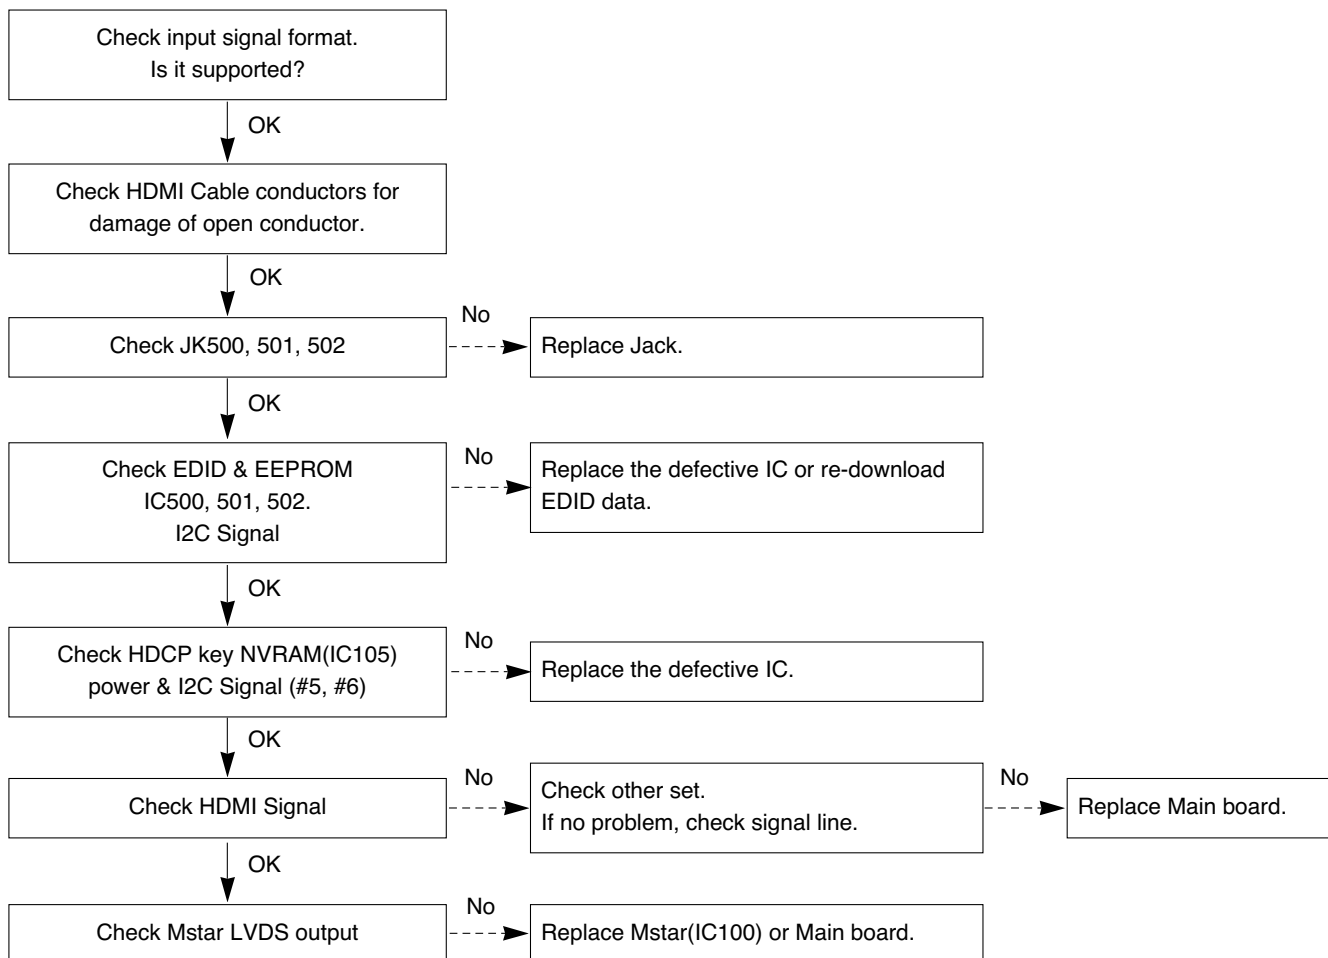 Check input signal format.
Is it supported?
OK
Check HDMI Cable conductors for
damage of open conductor.
OK
Check JK500, 501, 502
No
Replace Jack.
OK
Check EDID & EEPROM
IC500, 501, 502.
I2C Signal
No
Replace the defective IC or re-download
EDID data.
OK
Check HDCP key NVRAM(IC105)
power & I2C Signal (#5, #6)
No
Replace the defective IC.
OK
Check HDMI Signal
No
Check other set.
If no problem, check signal line.
No
Replace Main board.
OK
Check Mstar LVDS output
No
Replace Mstar(IC100) or Main board.